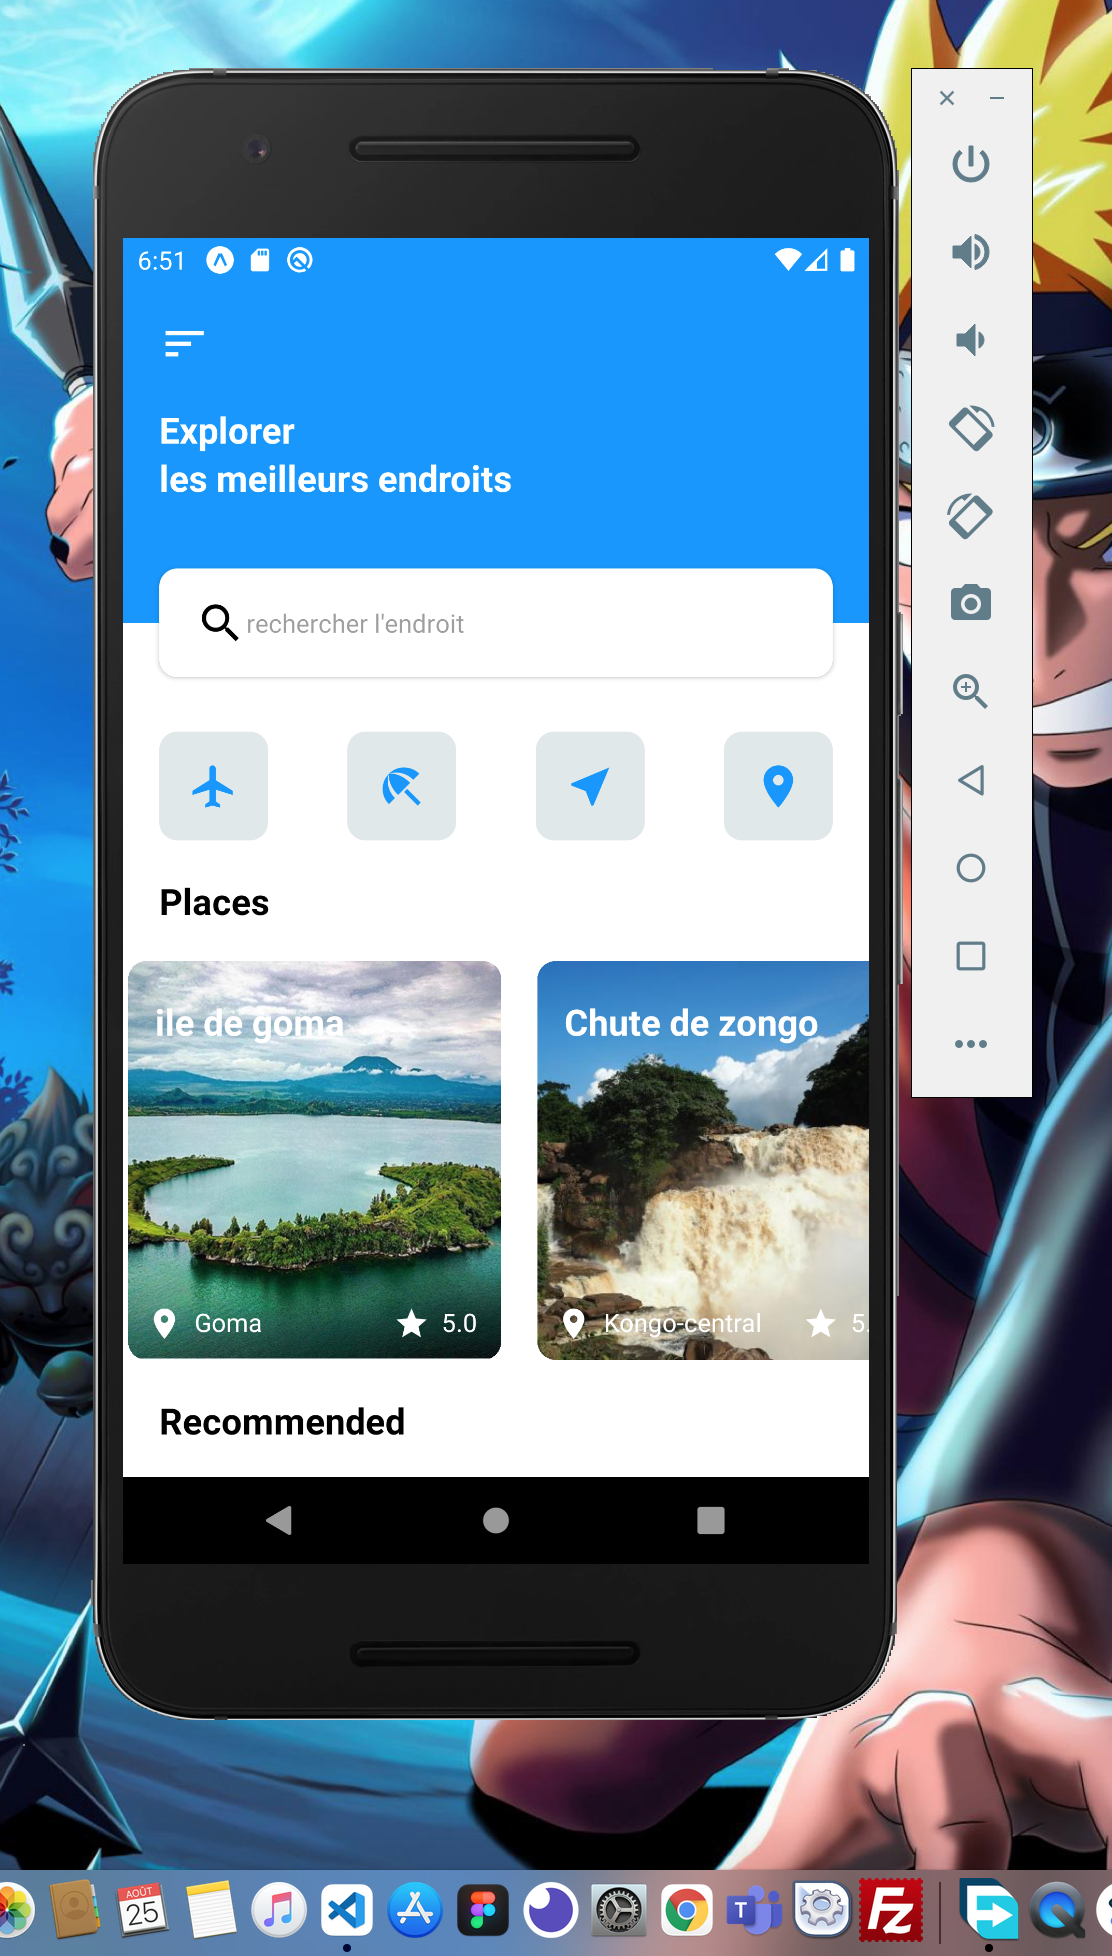 6:51
Explorer
les meilleurs endroits
rechercher l'endroit
Places
ile de goma
Chute de zongo
Goma
5.0
Kongo-central
5.
Recommended
AOÛT
25
T
FZ